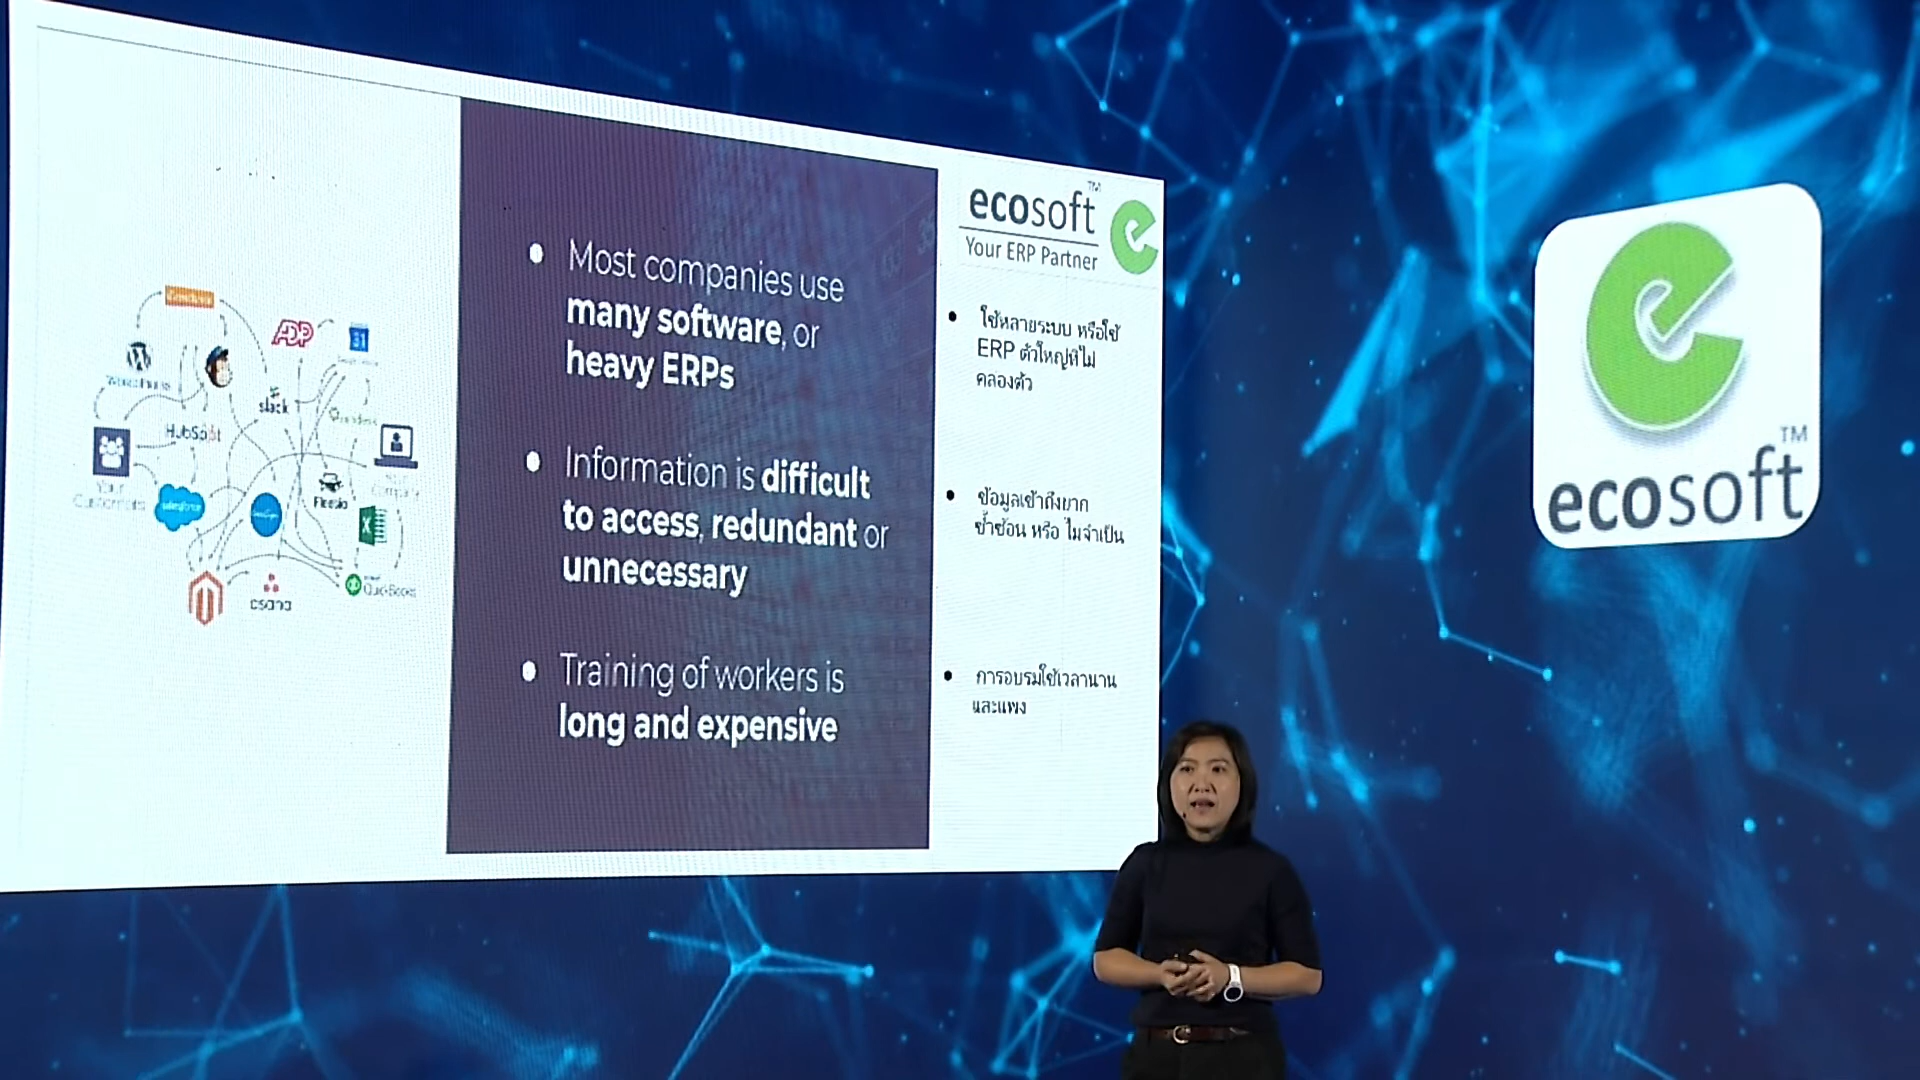 ADP
31
slack
HubSpot
salesforce
QuickBooks
asana
Most companies use
many software, or
heavy ERPs
Information is difficult
to access, redundant or
unnecessary
Training of workers is
long and expensive
ecosoft™
Your ERP Partner
ใช้หลายระบบ หรือใช้
ERP ตัวใหญ่ที่ไม่
คล่องตัว
ข้อมูลเข้าถึงยาก
ซ้ำซ้อน หรือ ไม่จำเป็น
การอบรมใช้เวลานาน
และแพง
TM
ecosoft